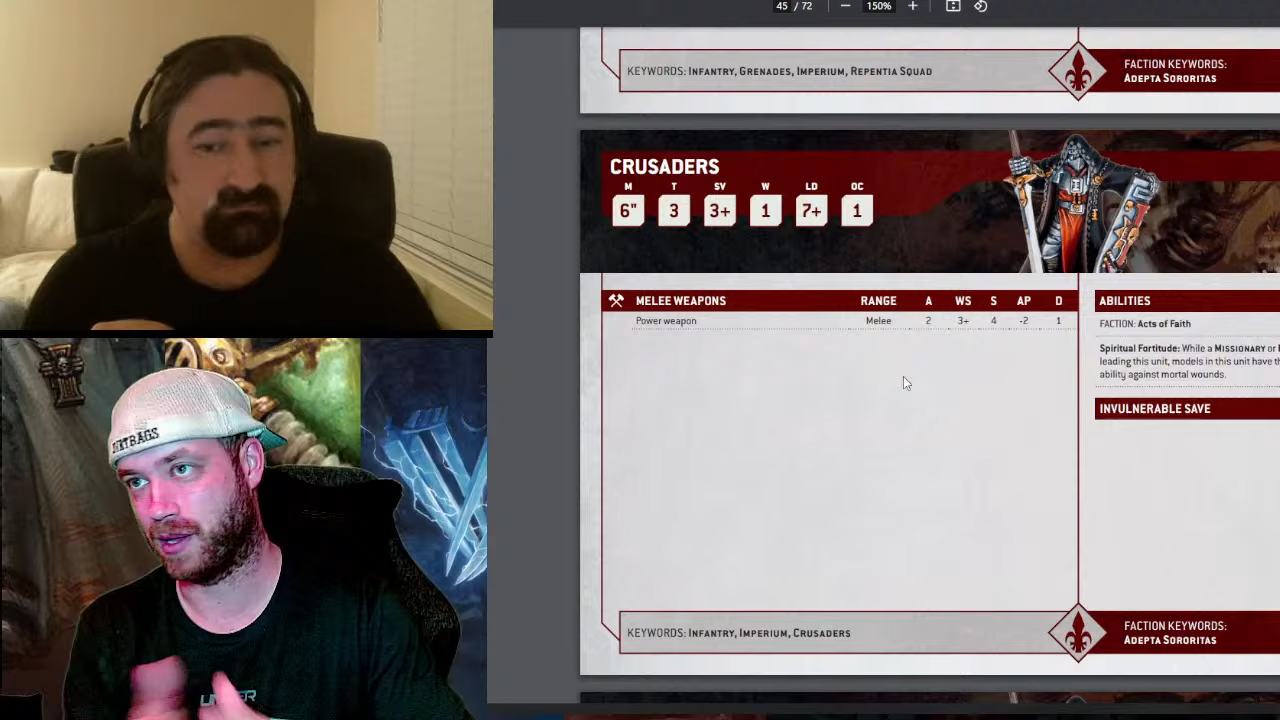 45 / 72
150%
KEYWORDS: INFANTRY, GRENADES, IMPERIUM, REPENTIA SQUAD
FACTION KEYWORDS:
ADEPTA SORORITAS
CRUSADERS
M T SV W LD OC
6" 3 3+ 1 7+ 1
MELEE WEAPONS RANGE A WS S AP D
Power weapon Melee 2 3+ 4 -2 1
ABILITIES
FACTION: Acts of Faith
Spiritual Fortitude: While a MISSIONARY or
leading this unit, models in this unit have th
ability against mortal wounds.
INVULNERABLE SAVE
KEYWORDS: INFANTRY, IMPERIUM, CRUSADERS
FACTION KEYWORDS:
ADEPTA SORORITAS